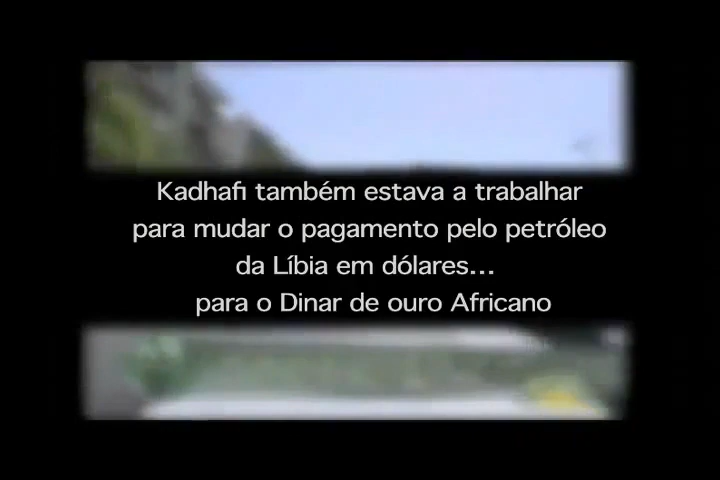 Kadhafi também estava a trabalhar
para mudar o pagamento pelo petróleo
da Líbia em dólares...
para o Dinar de ouro Africano